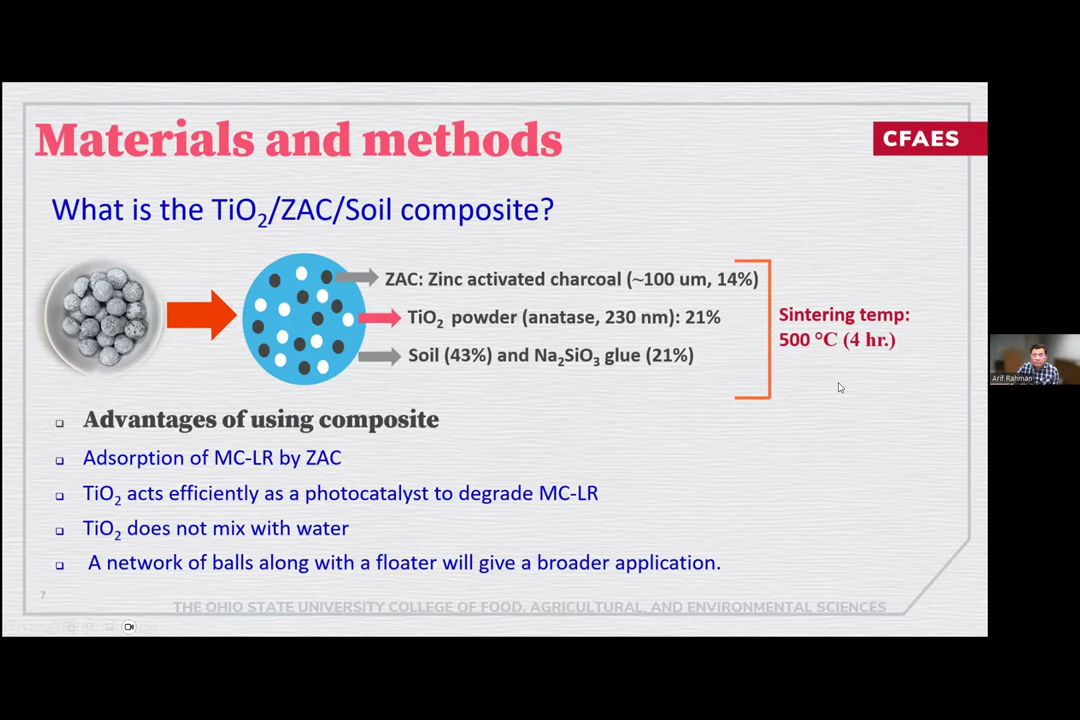 Materials and methods
CFAES
What is the TiO₂/ZAC/Soil composite?
ZAC: Zinc activated charcoal (~100 um, 14%)
TiO₂ powder (anatase, 230 nm): 21%
Soil (43%) and Na₂SiO₃ glue (21%)
Sintering temp:
500 °C (4 hr.)
Advantages of using composite
Adsorption of MC-LR by ZAC
TiO₂ acts efficiently as a photocatalyst to degrade MC-LR
TiO₂ does not mix with water
A network of balls along with a floater will give a broader application.
7
THE OHIO STATE UNIVERSITY COLLEGE OF FOOD, AGRICULTURAL, AND ENVIRONMENTAL SCIENCES
Arif Rahman